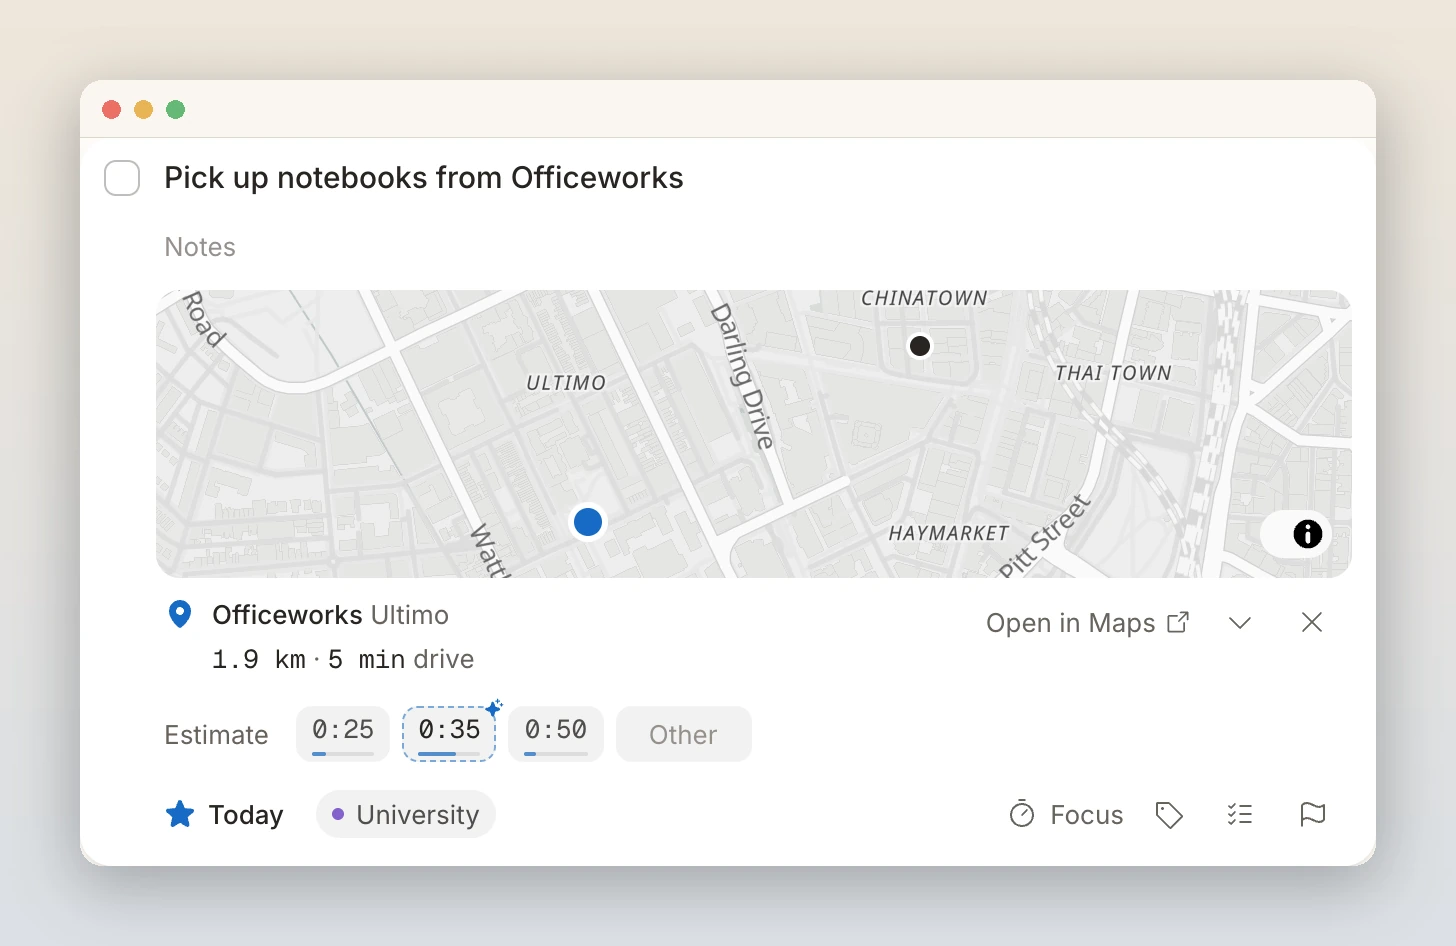 Pick up notebooks from Officeworks
Notes
Road
CHINATOWN
Darling Drive
THAI TOWN
ULTIMO
HAYMARKET
Pitt Street
Officeworks Ultimo
Open in Maps
1.9 km · 5 min drive
Estimate 0:25 0:35 0:50 Other
Today University Focus